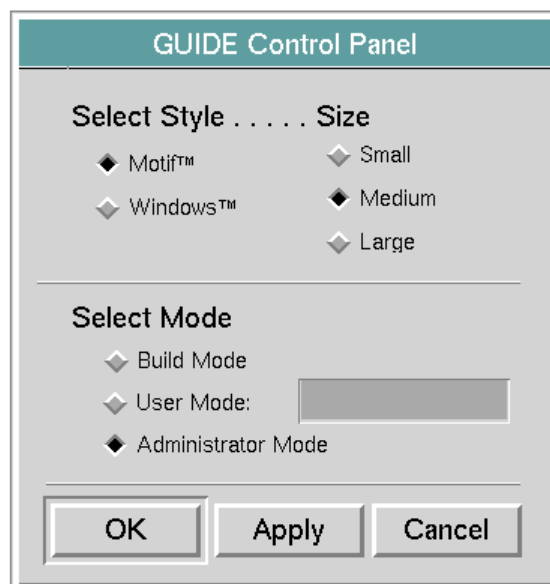 GUIDE Control Panel
Select Style . . . . . Size
Motif™
Small
Windows™
Medium
Large
Select Mode
Build Mode
User Mode:
Administrator Mode
OK Apply Cancel